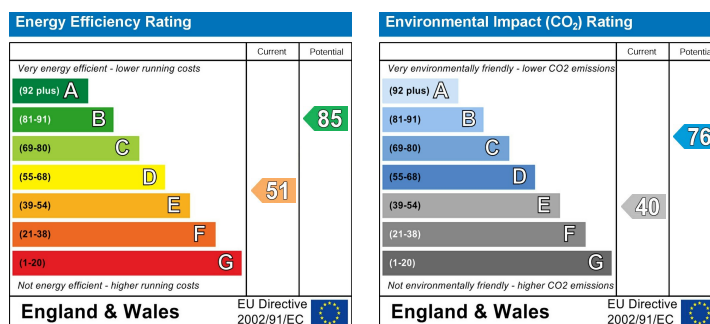 Energy Efficiency Rating
Current Potential
Very energy efficient - lower running costs
(92 plus) A
(81-91) B
85
(69-80) C
(55-68) D
51
(39-54) E
(21-38) F
(1-20) G
Not energy efficient - higher running costs
England & Wales
EU Directive
2002/91/EC
Environmental Impact (CO₂) Rating
Current Potential
Very environmentally friendly - lower CO2 emissions
(92 plus) A
(81-91) B
76
(69-80) C
(55-68) D
(39-54) E
40
(21-38) F
(1-20) G
Not environmentally friendly - higher CO2 emissions
England & Wales
EU Directive
2002/91/EC